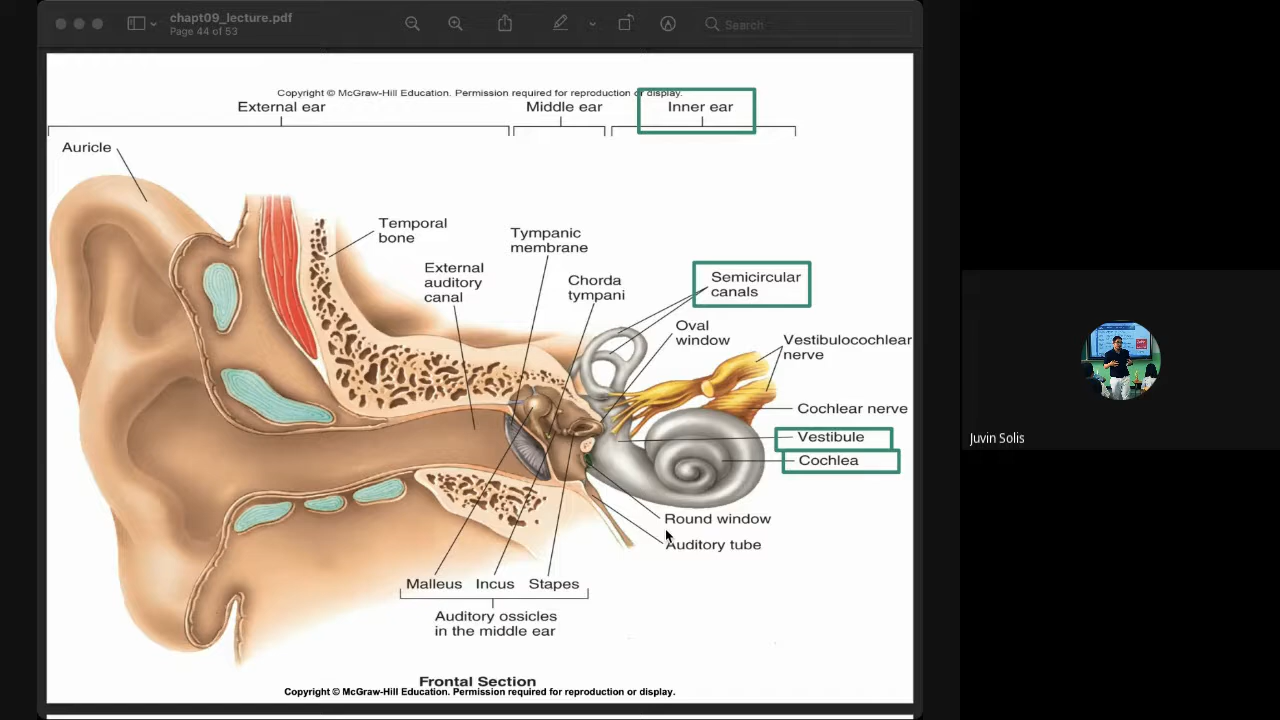 chapt09_lecture.pdf
Page 44 of 53
Search
Copyright © McGraw-Hill Education. Permission required for reproduction or display.
External ear
Middle ear
Inner ear
Auricle
Temporal
bone
Tympanic
membrane
External
auditory
canal
Chorda
tympani
Semicircular
canals
Oval
window
Vestibulocochlear
nerve
Cochlear nerve
Vestibule
Cochlea
Juvin Solis
Round window
Auditory tube
Malleus
Incus
Stapes
Auditory ossicles
in the middle ear
Frontal Section
Copyright © McGraw-Hill Education. Permission required for reproduction or display.